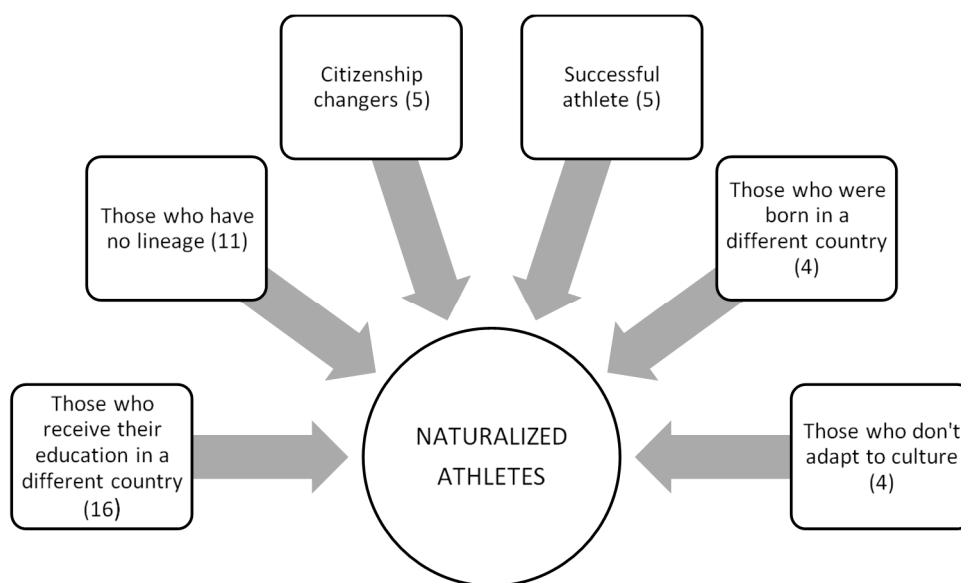 Citizenship
changers (5)
Successful
athlete (5)
Those who have
no lineage (11)
Those who were
born in a
different country
(4)
Those who
receive their
education in a
different country
(16)
NATURALIZED
ATHLETES
Those who don't
adapt to culture
(4)